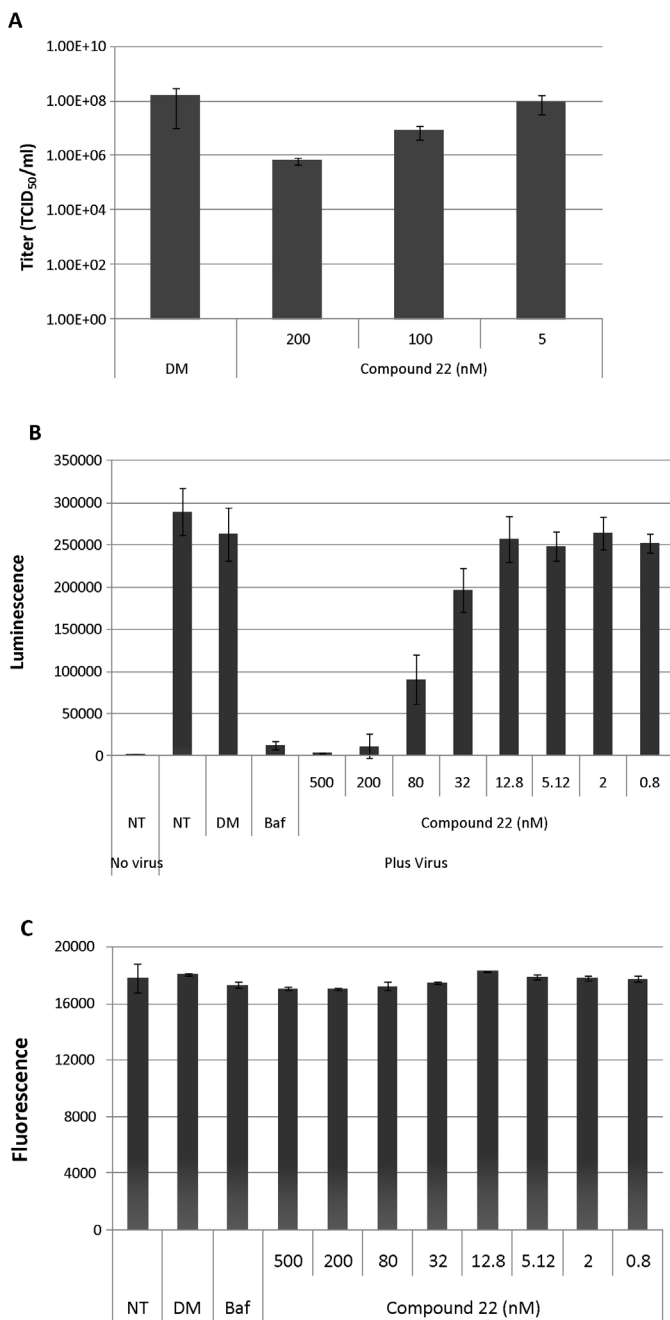 A
1.00E+10
1.00E+08
1.00E+06
1.00E+04
1.00E+02
1.00E+00
Titer (TCID50/ml)
200 100 5
DM Compound 22 (nM)
B
350000
300000
250000
200000
150000
100000
50000
0
Luminescence
500 200 80 32 12.8 5.12 2 0.8
NT NT DM Baf Compound 22 (nM)
No virus Plus Virus
C
20000
16000
12000
8000
4000
0
Fluorescence
500 200 80 32 12.8 5.12 2 0.8
NT DM Baf Compound 22 (nM)